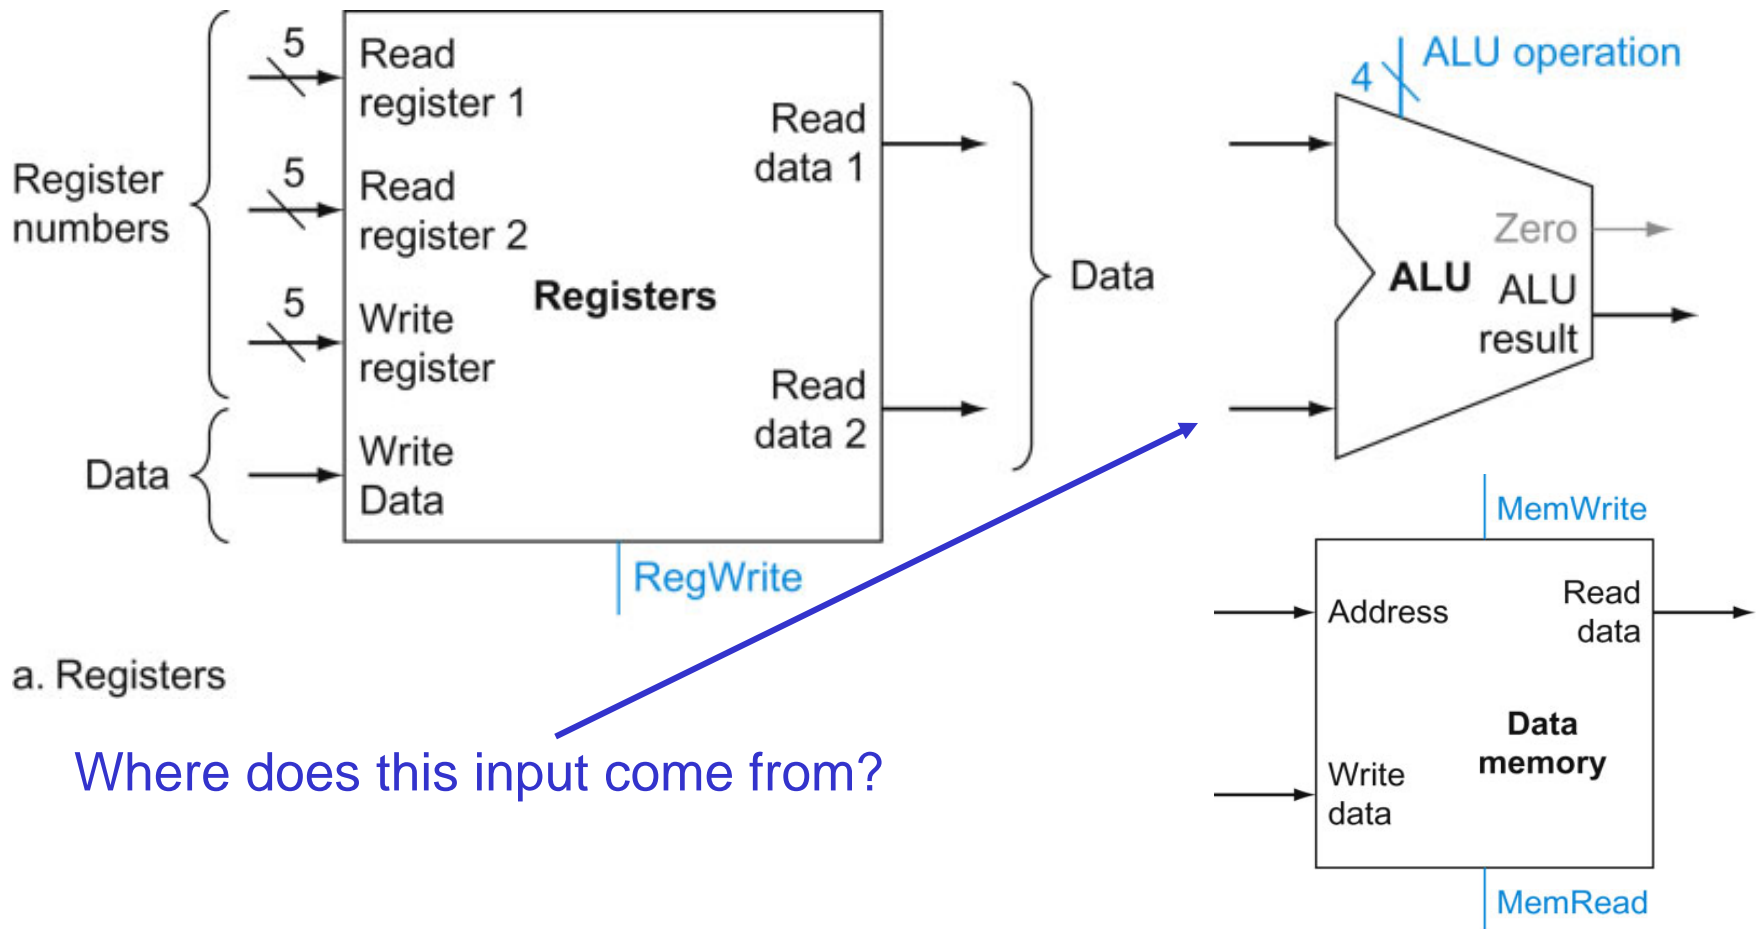 Register
numbers
Data
5
Read
register 1
5
Read
register 2
5
Write
register
Write
Data
Registers
Read
data 1
Read
data 2
RegWrite
Data
4
ALU operation
Zero
ALU
ALU
result
MemWrite
Address
Read
data
Data
memory
Write
data
MemRead
a. Registers
Where does this input come from?